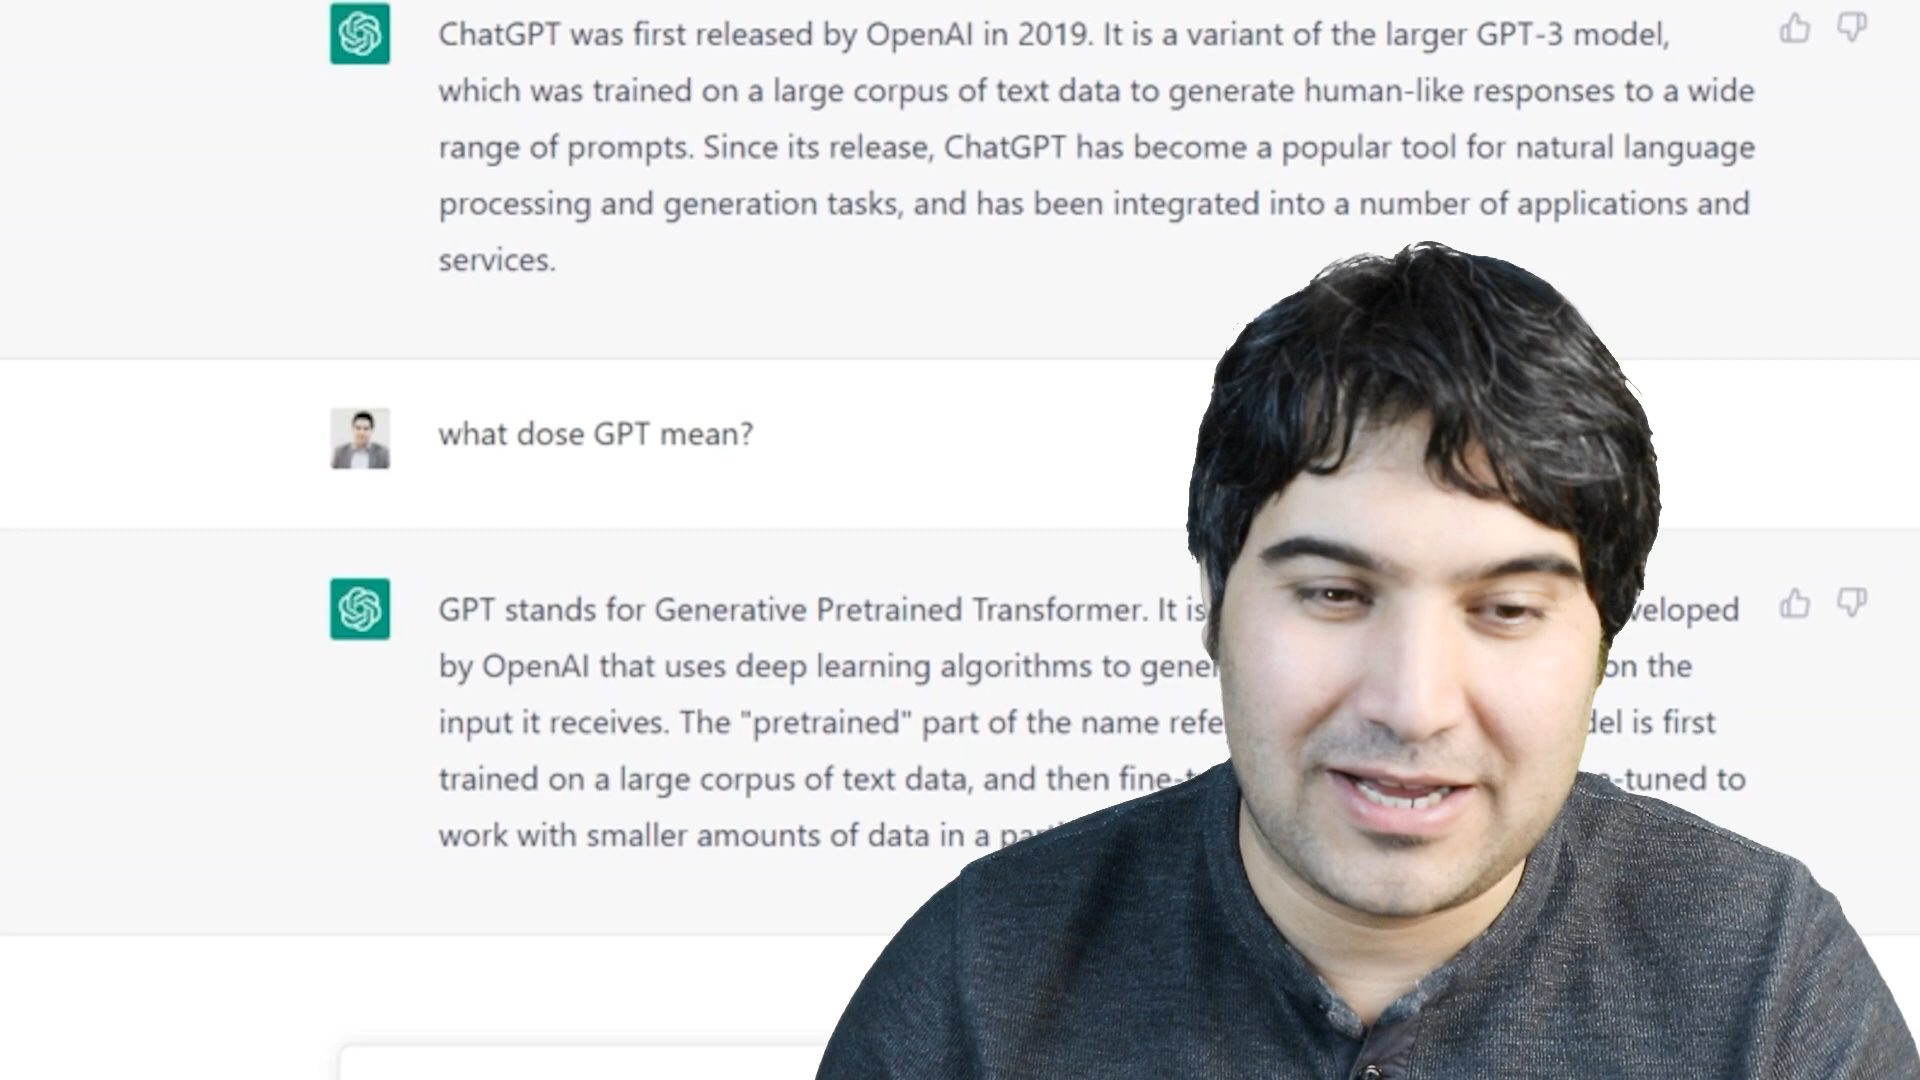 ChatGPT was first released by OpenAI in 2019. It is a variant of the larger GPT-3 model,
which was trained on a large corpus of text data to generate human-like responses to a wide
range of prompts. Since its release, ChatGPT has become a popular tool for natural language
processing and generation tasks, and has been integrated into a number of applications and
services.
what dose GPT mean?
GPT stands for Generative Pretrained Transformer. It is
by OpenAI that uses deep learning algorithms to on the
input it receives. The "pretrained" part of the name is first
trained on a large corpus of text data, and then to
work with smaller amounts of data in a